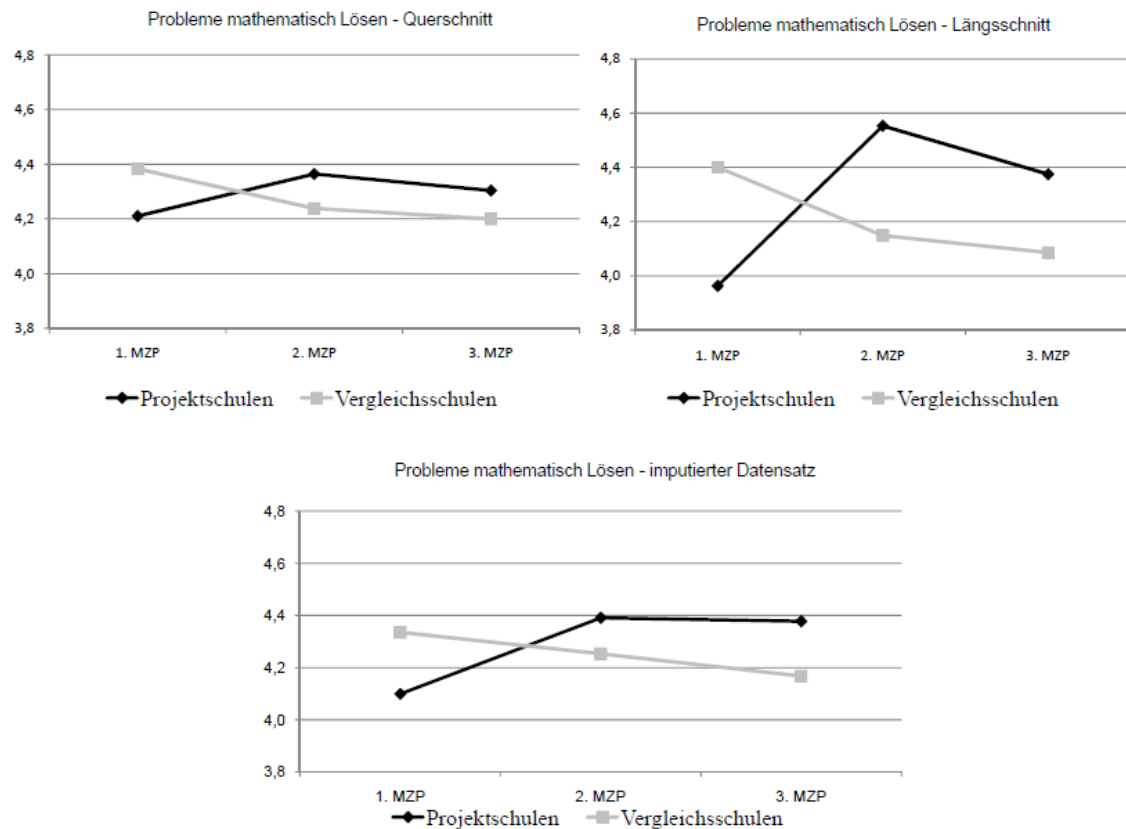 Probleme mathematisch Lösen - Querschnitt
4,8
4,6
4,4
4,2
4,0
3,8
1. MZP 2. MZP 3. MZP
Projektschulen Vergleichsschulen
Probleme mathematisch Lösen - Längsschnitt
4,8
4,6
4,4
4,2
4,0
3,8
1. MZP 2. MZP 3. MZP
Projektschulen Vergleichsschulen
Probleme mathematisch Lösen - imputierter Datensatz
4,8
4,6
4,4
4,2
4,0
3,8
1. MZP 2. MZP 3. MZP
Projektschulen Vergleichsschulen